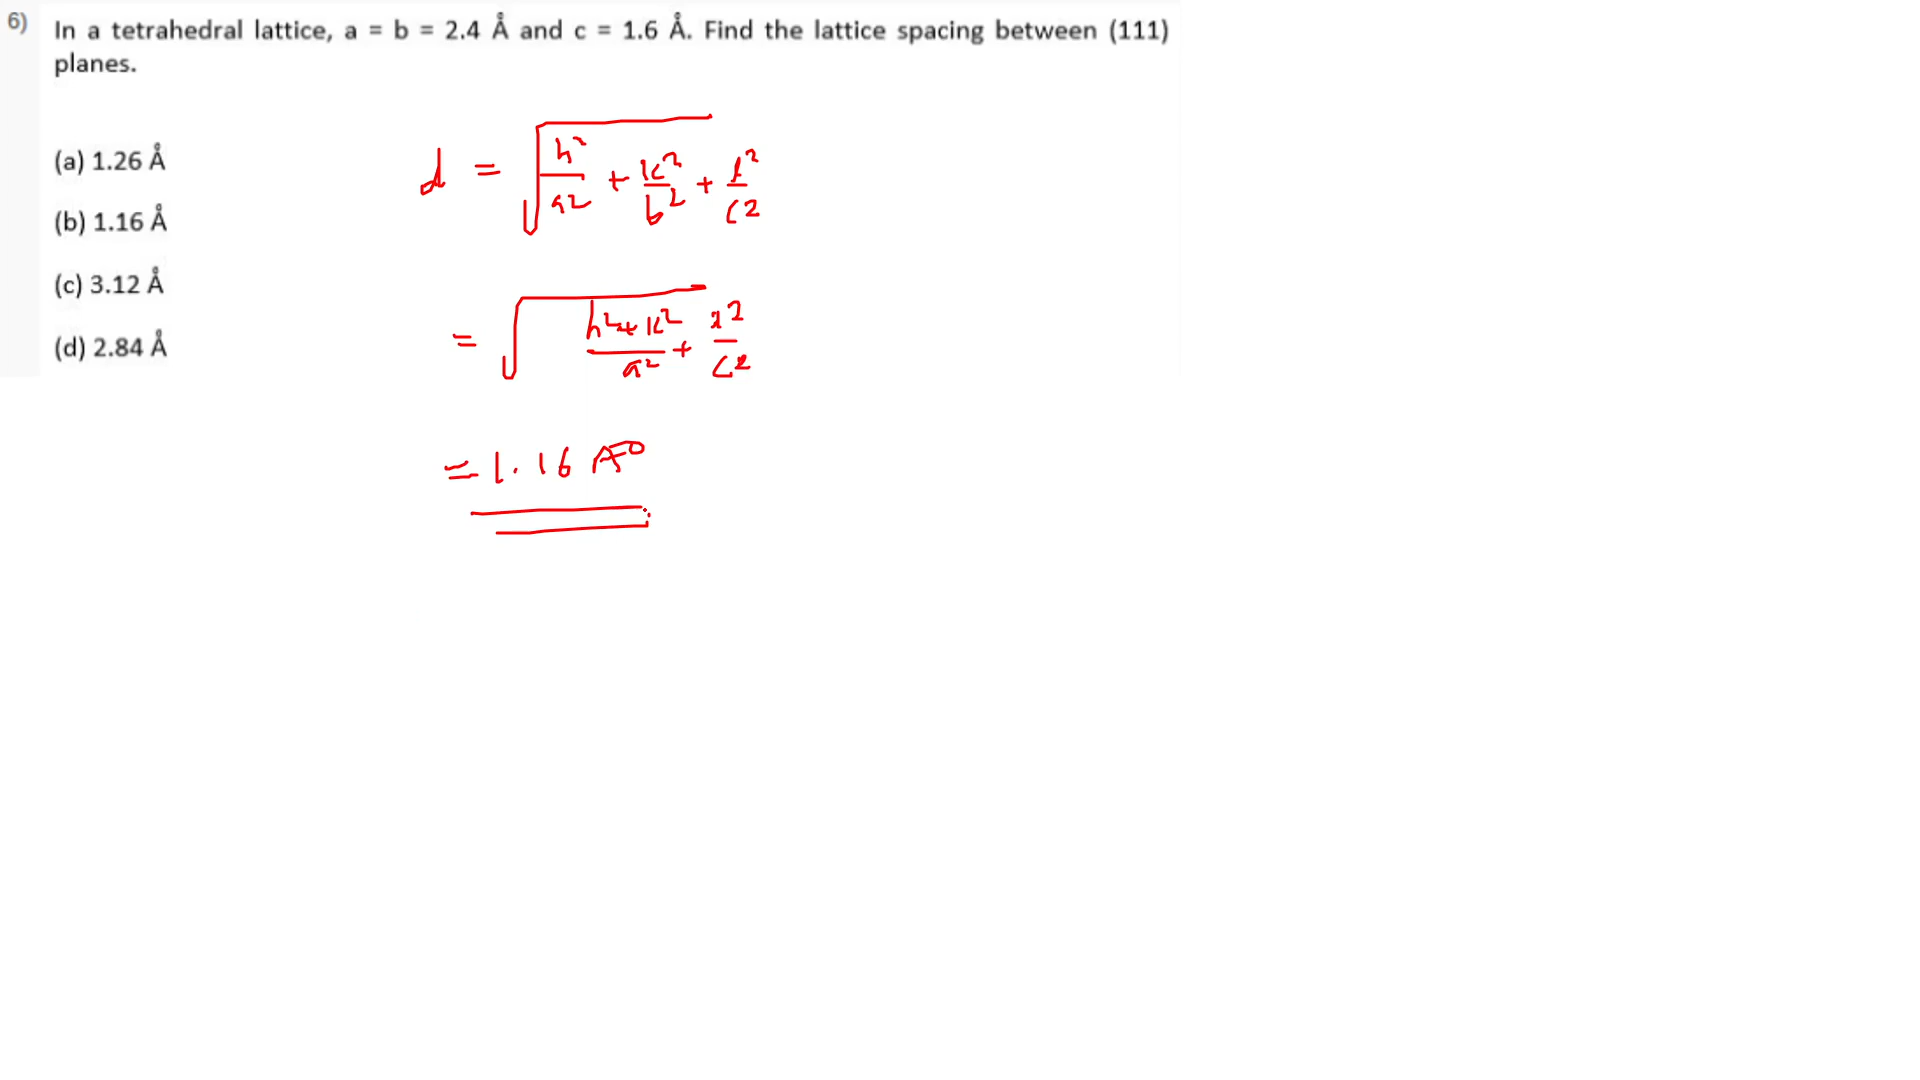 6) In a tetrahedral lattice, a = b = 2.4 Å and c = 1.6 Å. Find the lattice spacing between (111)
planes.
(a) 1.26 Å
(b) 1.16 Å
(c) 3.12 Å
(d) 2.84 Å
d = √(h²/a² + k²/b² + l²/c²)
= √((h²+k²)/a² + l²/c²)
= 1.16 A⁰